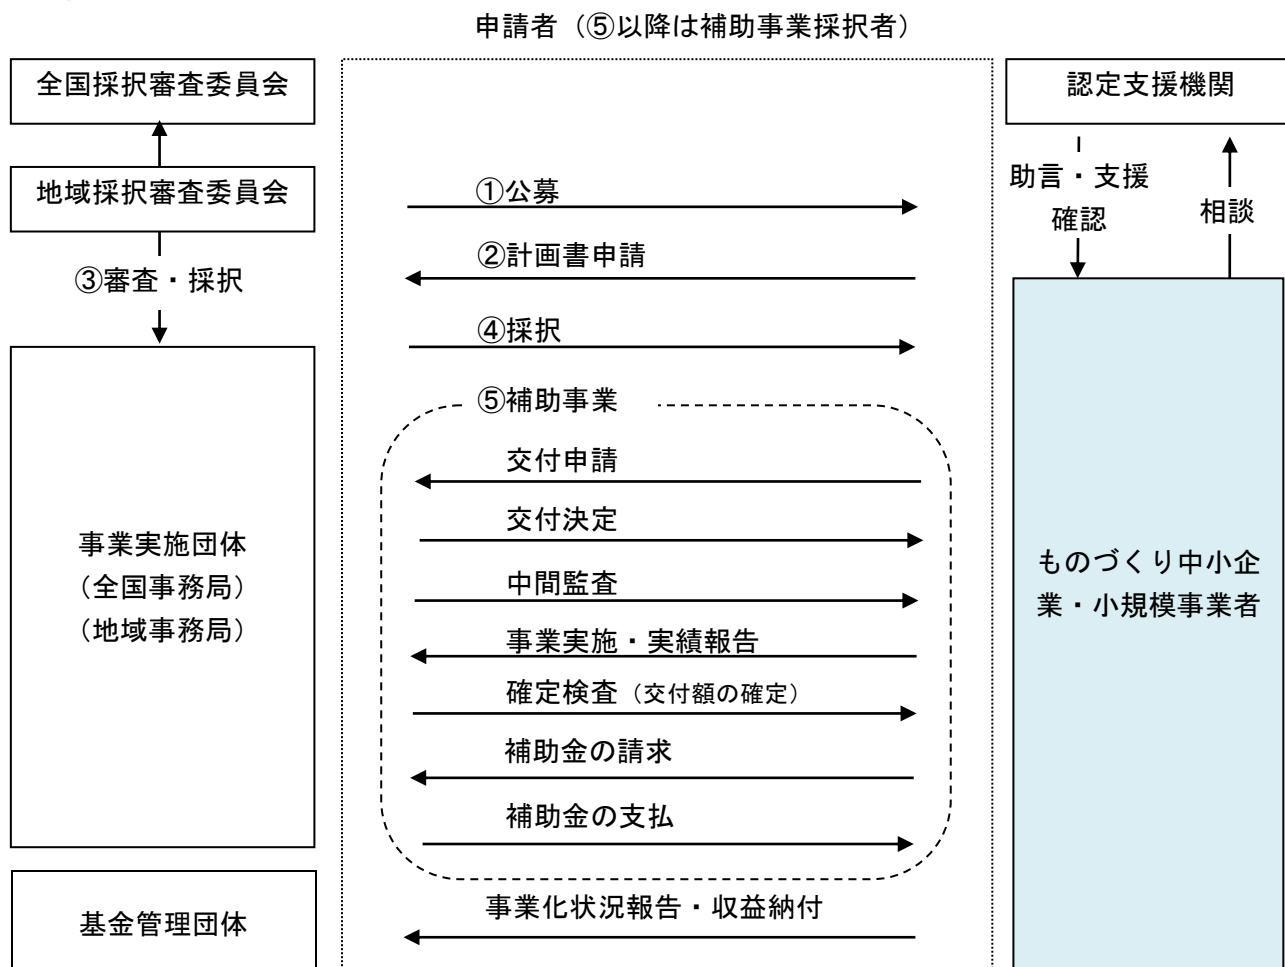 申請者（⑤以降は補助事業採択者）
全国採択審査委員会
認定支援機関
地域採択審査委員会
①公募
助言・支援
確認
相談
②計画書申請
③審査・採択
④採択
⑤補助事業
交付申請
交付決定
事業実施団体
（全国事務局）
（地域事務局）
ものづくり中小企
業・小規模事業者
中間監査
事業実施・実績報告
確定検査（交付額の確定）
補助金の請求
補助金の支払
基金管理団体
事業化状況報告・収益納付